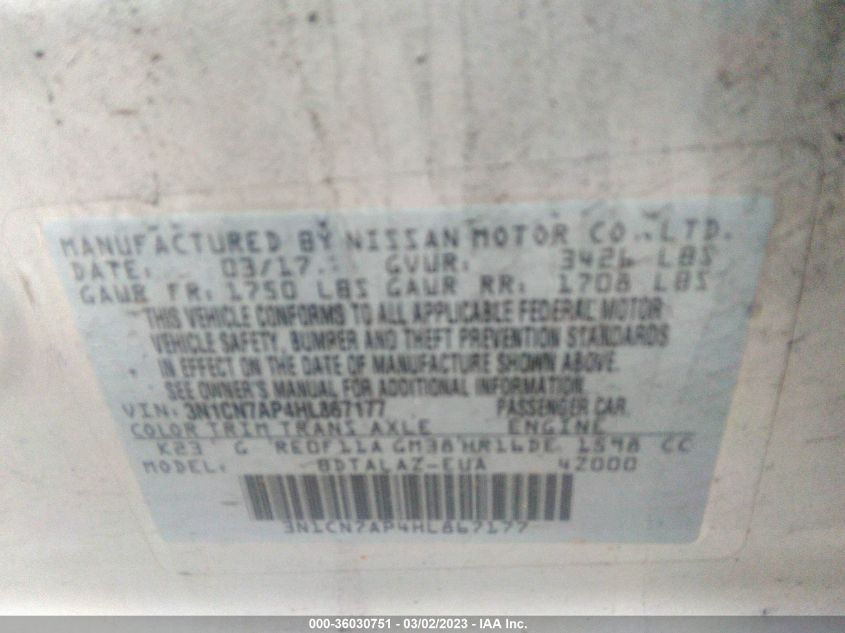 MANUFACTURED BY NISSAN MOTOR CO., LTD.
DATE: 03/17 GVWR: 3426 LBS
GAWR FR: 1750 LBS GAWR RR: 1708 LBS
THIS VEHICLE CONFORMS TO ALL APPLICABLE FEDERAL MOTOR
VEHICLE SAFETY, BUMPER AND THEFT PREVENTION STANDARDS
IN EFFECT ON THE DATE OF MANUFACTURE SHOWN ABOVE.
SEE OWNER'S MANUAL FOR ADDITIONAL INFORMATION.
VIN: 3N1CN7AP4HL867177 PASSENGER CAR
COLOR TRIM TRANS AXLE ENGINE
K23 G RE0F11A GM38 HR16DE 1598 CC
MODEL: BDTALAZ-EUA 4Z000
3N1CN7AP4HL867177
000-36030751 - 03/02/2023 - IAA Inc.